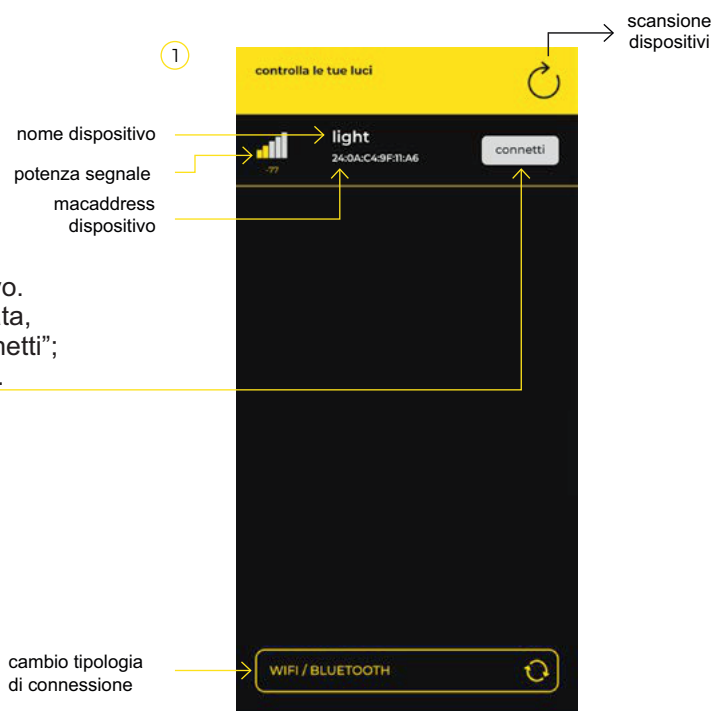 scansione
dispositivi
1
controlla le tue luci
nome dispositivo
light
24:0A:C4:9F:11:A6
connetti
potenza segnale
-77
macaddress
dispositivo
vo.
ta,
netti”;
.
cambio tipologia
di connessione
WIFI / BLUETOOTH